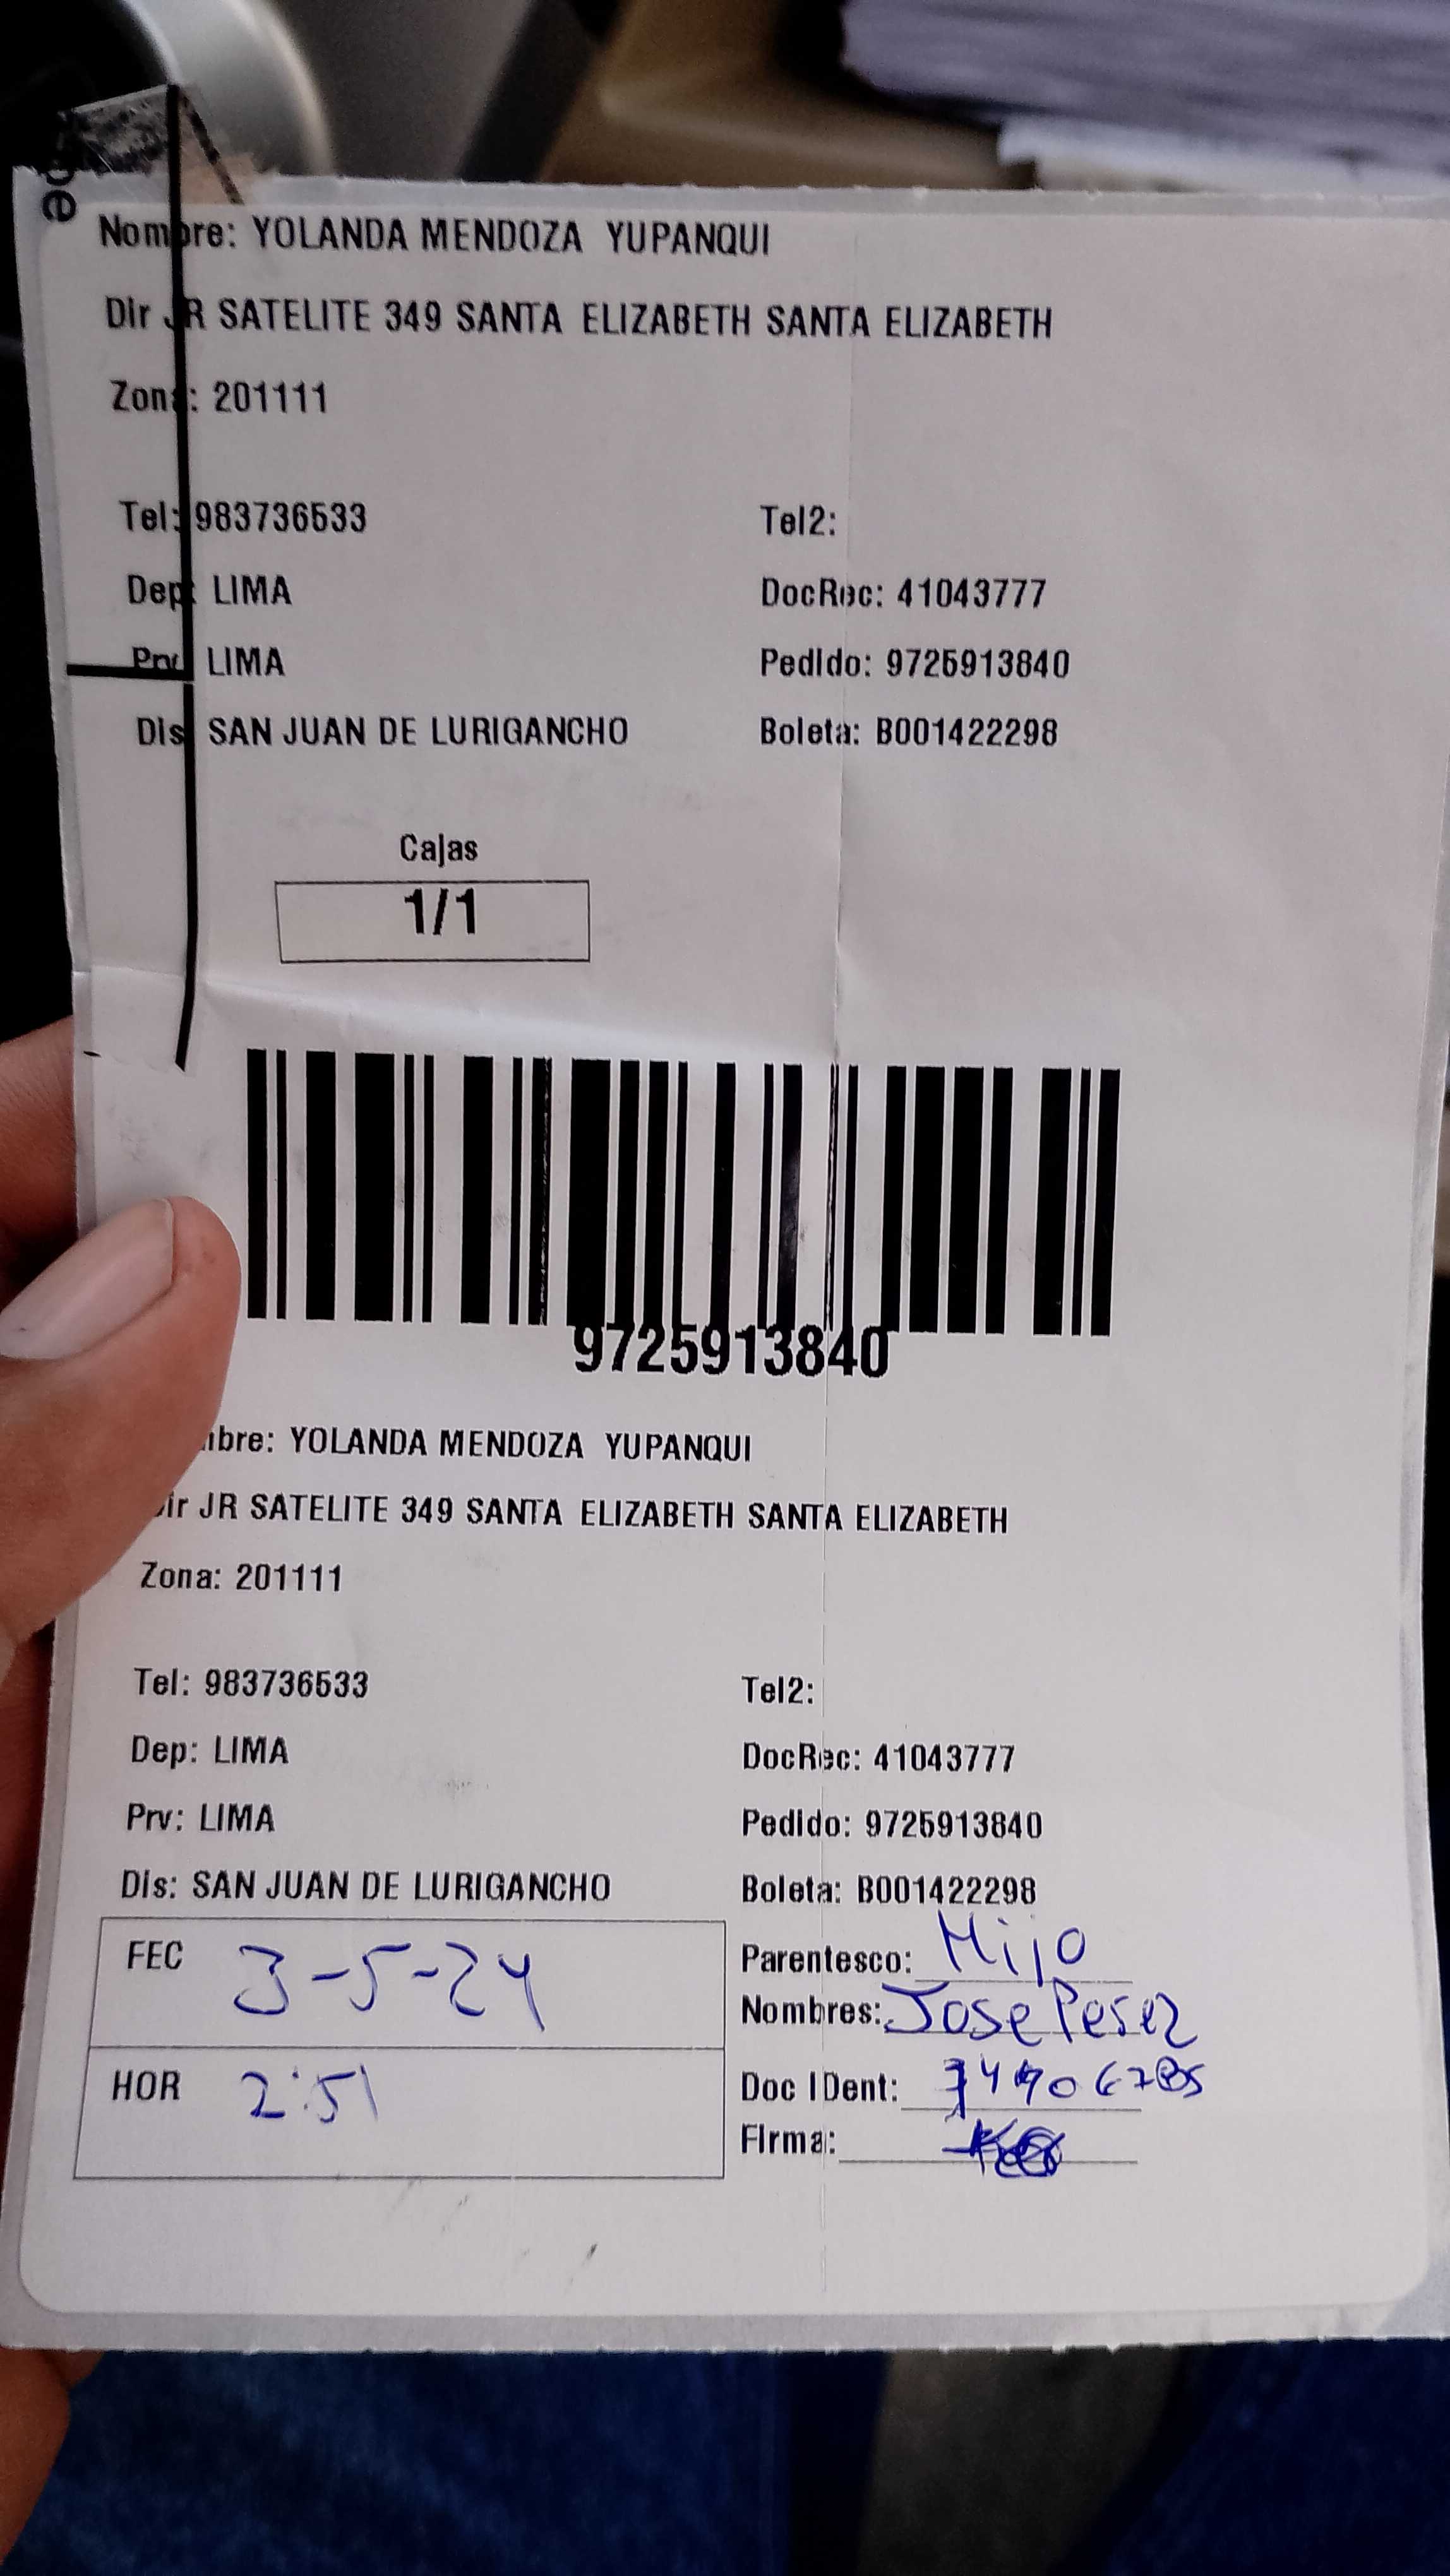 Nombre: YOLANDA MENDOZA YUPANQUI
Dir JR SATELITE 349 SANTA ELIZABETH SANTA ELIZABETH
Zona: 201111
Tel: 983736533 Tel2:
Dep: LIMA DocRec: 41043777
Prv: LIMA Pedido: 9725913840
Dis: SAN JUAN DE LURIGANCHO Boleta: B001422298
Cajas
1/1
9725913840
mbre: YOLANDA MENDOZA YUPANQUI
Dir JR SATELITE 349 SANTA ELIZABETH SANTA ELIZABETH
Zona: 201111
Tel: 983736533 Tel2:
Dep: LIMA DocRec: 41043777
Prv: LIMA Pedido: 9725913840
Dis: SAN JUAN DE LURIGANCHO Boleta: B001422298
FEC 3-5-24 Parentesco: Hijo
Nombres: Jose Perez
HOR 2:51 Doc IDent:
Firma: